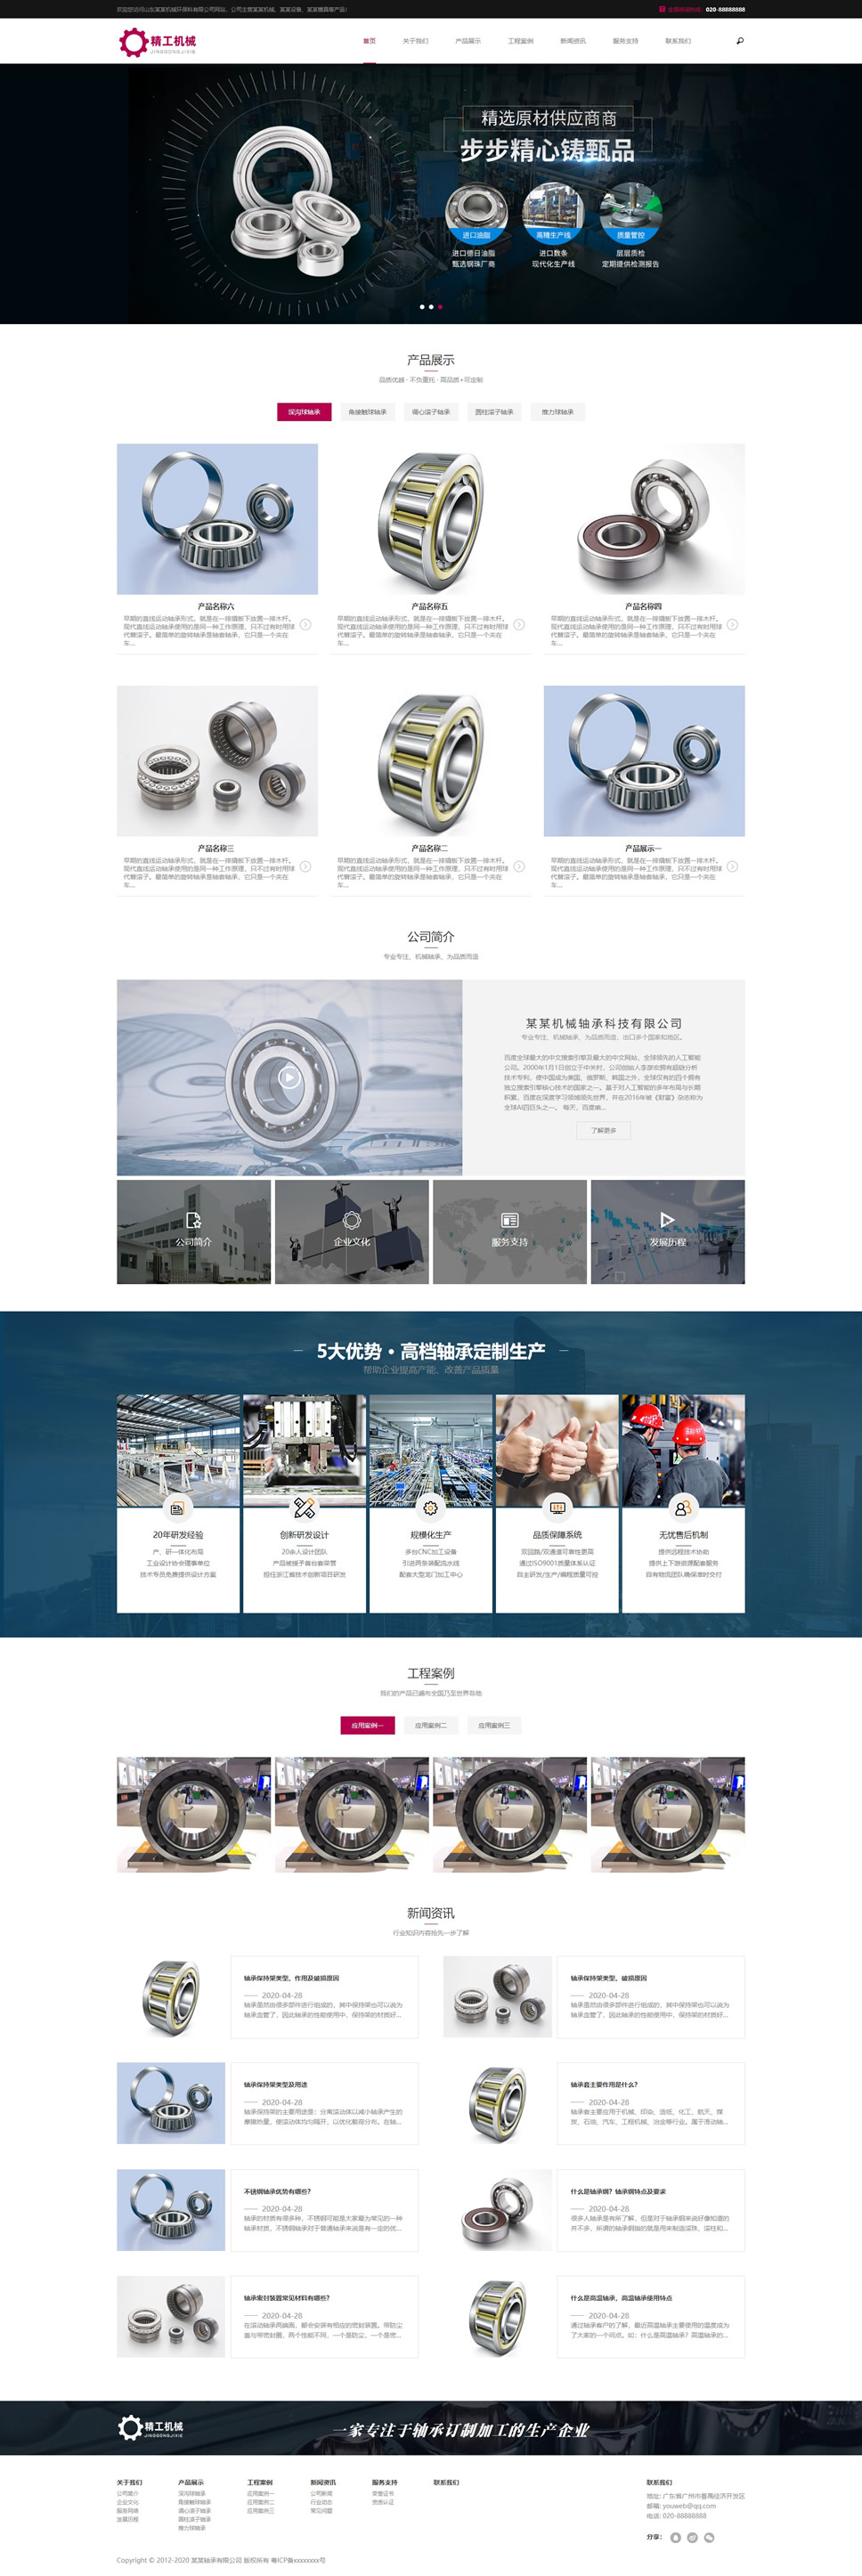 欢迎您访问山东某某机械环保科有限公司网站，公司主营某某机械，某某设备，某某模具等产品！
全国咨询热线：020-88888888
精工机械
JINGGONGJIXIE
首页
关于我们
产品展示
工程案例
新闻资讯
服务支持
联系我们
精选原材供应商商
步步精心铸甄品
进口油脂
高精生产线
质量管控
进口德日油脂
甄选钢珠厂商
进口数条
现代化生产线
层层质检
定期提供检测报告
产品展示
品质优越 · 不负重托 · 高品质+可定制
深沟球轴承
角接触球轴承
调心滚子轴承
圆柱滚子轴承
推力球轴承
产品名称六
早期的直线运动轴承形式，就是在一排撬板下放置一排木杆。
现代直线运动轴承使用的是同一种工作原理，只不过有时用球
代替滚子。最简单的旋转轴承是轴套轴承，它只是一个夹在
车...
产品名称五
早期的直线运动轴承形式，就是在一排撬板下放置一排木杆。
现代直线运动轴承使用的是同一种工作原理，只不过有时用球
代替滚子。最简单的旋转轴承是轴套轴承，它只是一个夹在
车...
产品名称四
早期的直线运动轴承形式，就是在一排撬板下放置一排木杆。
现代直线运动轴承使用的是同一种工作原理，只不过有时用球
代替滚子。最简单的旋转轴承是轴套轴承，它只是一个夹在
车...
产品名称三
早期的直线运动轴承形式，就是在一排撬板下放置一排木杆。
现代直线运动轴承使用的是同一种工作原理，只不过有时用球
代替滚子。最简单的旋转轴承是轴套轴承，它只是一个夹在
车...
产品名称二
早期的直线运动轴承形式，就是在一排撬板下放置一排木杆。
现代直线运动轴承使用的是同一种工作原理，只不过有时用球
代替滚子。最简单的旋转轴承是轴套轴承，它只是一个夹在
车...
产品展示一
早期的直线运动轴承形式，就是在一排撬板下放置一排木杆。
现代直线运动轴承使用的是同一种工作原理，只不过有时用球
代替滚子。最简单的旋转轴承是轴套轴承，它只是一个夹在
车...
公司简介
专业专注，机械轴承，为品质而造
某某机械轴承科技有限公司
专业专注，机械轴承，为品质而造，出口多个国家和地区。
百度全球最大的中文搜索引擎及最大的中文网站，全球领先的人工智能
公司。2000年1月1日创立于中关村，公司创始人李彦宏拥有超链分析
技术专利，使中国成为美国、俄罗斯、韩国之外，全球仅有的四个拥有
独立搜索引擎核心技术的国家之一。基于对人工智能的多年布局与长期
积累，百度在深度学习领域领先世界，并在2016年被《财富》杂志称为
全球AI四巨头之一。 每天，百度响...
了解更多
公司简介
企业文化
服务支持
发展历程
5大优势 · 高档轴承定制生产
帮助企业提高产能、改善产品质量
20年研发经验
产、研一体化布局
工业设计协会理事单位
技术专员免费提供设计方案
创新研发设计
20余人设计团队
产品被授予首台套荣誉
担任浙江省技术创新项目研发
规模化生产
多台CNC加工设备
引进两条装配流水线
配套大型龙门加工中心
品质保障系统
双回路/双通道可靠性更高
通过ISO9001质量体系认证
自主研发/生产/编程质量可控
无忧售后机制
提供远程技术协助
提供上下游资源配套服务
自有物流团队确保准时交付
工程案例
我们的产品已遍布全国乃至世界各地
应用案例一
应用案例二
应用案例三
新闻资讯
行业知识内容抢先一步了解
轴承保持架类型，作用及破损原因
2020-04-28
轴承虽然由很多部件进行组成的，其中保持架也可以说为
轴承血管了，因此轴承的性能使用中，保持架的材质好...
轴承保持架类型，破损原因
2020-04-28
轴承虽然由很多部件进行组成的，其中保持架也可以说为
轴承血管了，因此轴承的性能使用中，保持架的材质好...
轴承保持架类型及用途
2020-04-28
轴承保持架的主要用途是：分离滚动体以减小轴承产生的
摩擦热量，使滚动体均匀隔开，以优化载荷分布。在轴...
轴承套主要作用是什么？
2020-04-28
轴承套主要应用于机械、印染、造纸、化工、航天、煤
炭、石油、汽车、工程机械、冶金等行业。属于滑动轴...
不锈钢轴承优势有哪些？
2020-04-28
轴承的材质有很多种，不锈钢可能是大家最为常见的一种
轴承材质，不锈钢轴承对于普通轴承来说是有一定的优...
什么是轴承钢？轴承钢特点及要求
2020-04-28
很多人轴承是有所了解，但是对于轴承钢来说好像知道的
并不多，所谓的轴承钢指的就是用来制造滚珠、滚柱和...
轴承密封装置常见材料有哪些？
2020-04-28
在滚动轴承两端面，都会安装有相应的密封装置。带防尘
盖与带密封圈，两个性能不同，一个是防尘，一个是密...
什么是高温轴承，高温轴承使用特点
2020-04-28
通过轴承客户的了解，最近高温轴承主要使用的温度成为
了大家的一个问点。如：什么是高温轴承？高温轴承的...
精工机械
JINGGONGJIXIE
一家专注于轴承订制加工的生产企业
关于我们
公司简介
企业文化
服务网络
发展历程
产品展示
深沟球轴承
角接触球轴承
调心滚子轴承
圆柱滚子轴承
推力球轴承
工程案例
应用案例一
应用案例二
应用案例三
新闻资讯
公司新闻
行业动态
常见问题
服务支持
荣誉证书
资质认证
联系我们
联系我们
地址: 广东省广州市番禺经济开发区
邮箱: youweb@qq.com
电话: 020-88888888
分享：
Copyright © 2012-2020 某某轴承有限公司 版权所有 粤ICP备xxxxxxxx号